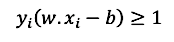 yᵢ(w.xᵢ − b) ≥ 1